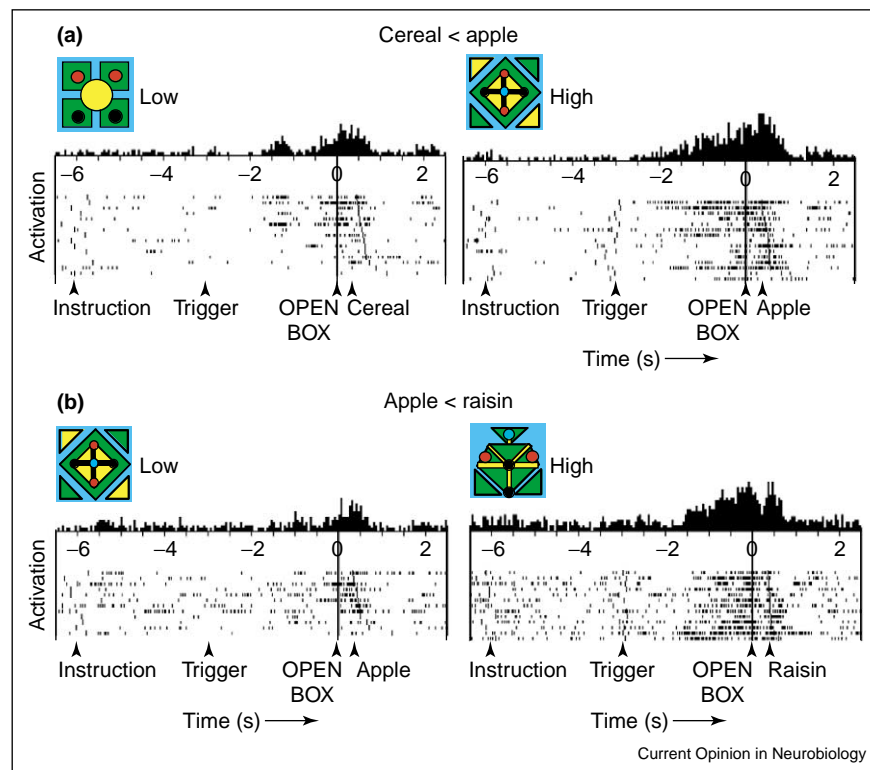 (a) Cereal < apple
Low High
Activation
−6 −4 −2 0 2
−6 −4 −2 0 2
Instruction Trigger OPEN BOX Cereal
Instruction Trigger OPEN BOX Apple
Time (s)
(b) Apple < raisin
Low High
Activation
−6 −4 −2 0 2
−6 −4 −2 0 2
Instruction Trigger OPEN BOX Apple
Instruction Trigger OPEN BOX Raisin
Time (s) Time (s)
Current Opinion in Neurobiology